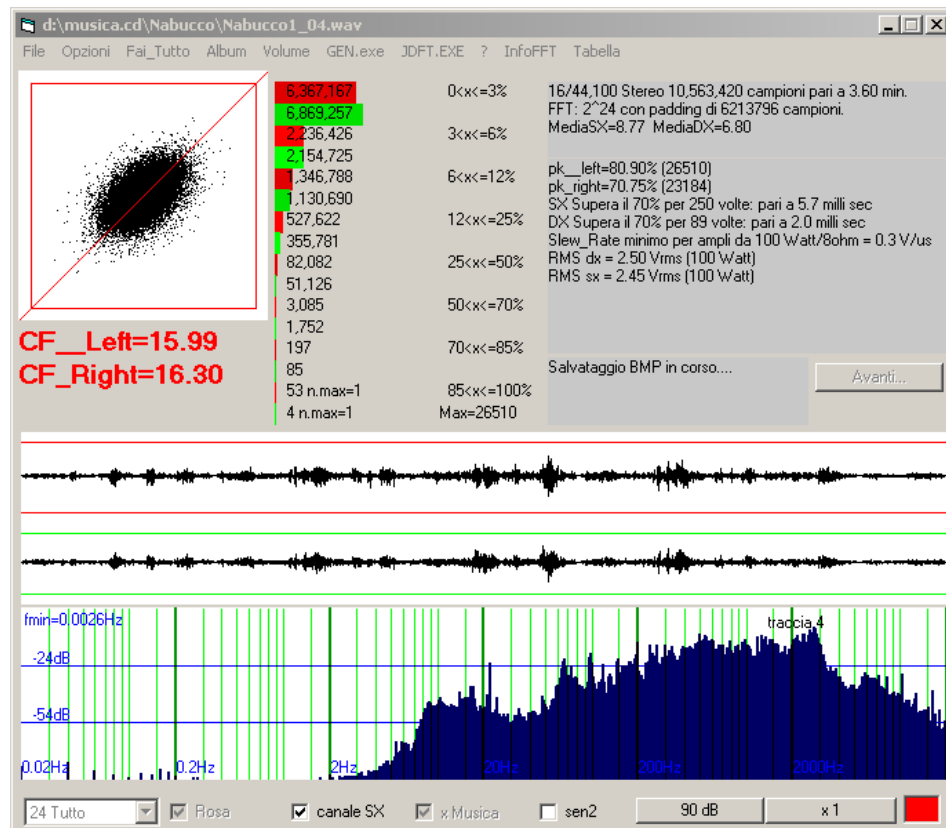 d:\musica.cd\Nabucco\Nabucco1_04.wav
File Opzioni Fai_Tutto Album Volume GEN.exe JDFT.EXE ? InfoFFT Tabella
6,367,167 0<x<=3%
6,869,257
2,236,426 3<x<=6%
2,154,725
1,346,788 6<x<=12%
1,130,690
527,622 12<x<=25%
355,781
82,082 25<x<=50%
51,126
3,085 50<x<=70%
1,752
197 70<x<=85%
85
53 n.max=1 85<x<=100%
4 n.max=1 Max=26510
CF__Left=15.99
CF_Right=16.30
16/44,100 Stereo 10,563,420 campioni pari a 3.60 min.
FFT: 2^24 con padding di 6213796 campioni.
MediaSX=8.77 MediaDX=6.80
pk__left=80.90% (26510)
pk_right=70.75% (23184)
SX Supera il 70% per 250 volte: pari a 5.7 milli sec
DX Supera il 70% per 89 volte: pari a 2.0 milli sec
Slew_Rate minimo per ampli da 100 Watt/8ohm = 0.3 V/us
RMS dx = 2.50 Vrms (100 Watt)
RMS sx = 2.45 Vrms (100 Watt)
Salvataggio BMP in corso....
Avanti...
fmin=0.0026Hz
traccia 4
-24dB
-54dB
0.02Hz 0.2Hz 2Hz 20Hz 200Hz 2000Hz
24 Tutto Rosa canale SX x Musica sen2 90 dB x 1